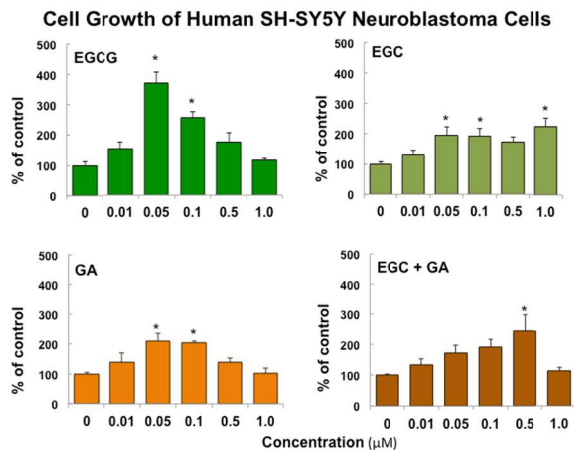 Cell Growth of Human SH-SY5Y Neuroblastoma Cells
EGCG
% of control
500
400
300
200
100
0
*
*
0 0.01 0.05 0.1 0.5 1.0
EGC
% of control
500
400
300
200
100
0
* * *
0 0.01 0.05 0.1 0.5 1.0
GA
% of control
500
400
300
200
100
0
* *
0 0.01 0.05 0.1 0.5 1.0
EGC + GA
% of control
500
400
300
200
100
0
*
0 0.01 0.05 0.1 0.5 1.0
Concentration (µM)